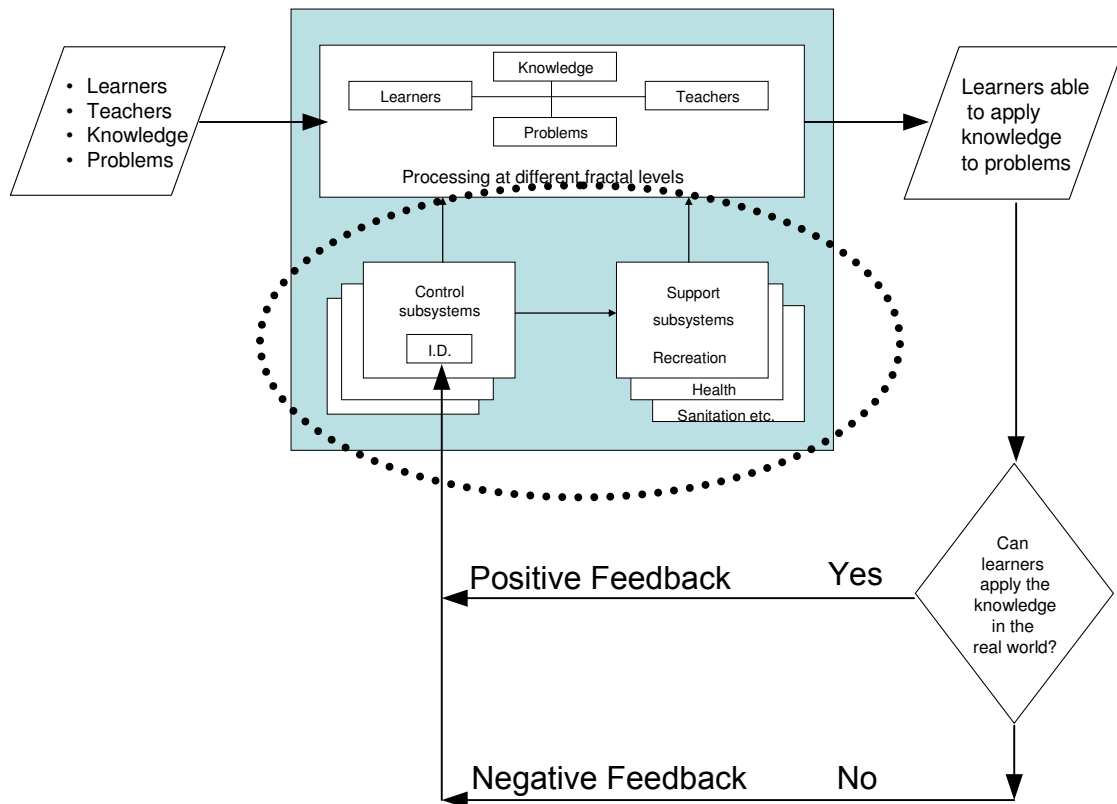 • Learners
• Teachers
• Knowledge
• Problems
Knowledge
Learners
Teachers
Problems
Processing at different fractal levels
Learners able
to apply
knowledge
to problems
Control
subsystems
I.D.
Support
subsystems
Recreation
Health
Sanitation etc.
Can
learners
apply the
knowledge
in the
real world?
Positive Feedback
Yes
Negative Feedback
No